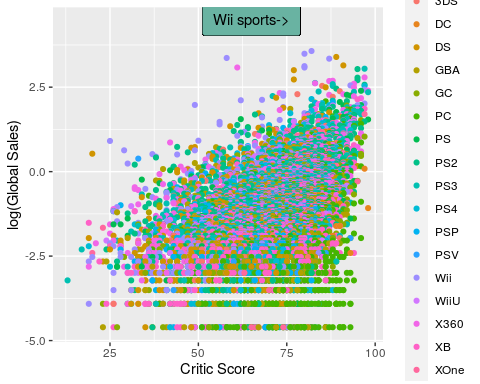 Wii sports->
log(Global Sales)
2.5
0.0
-2.5
-5.0
25
50
75
100
Critic Score
3DS
DC
DS
GBA
GC
PC
PS
PS2
PS3
PS4
PSP
PSV
Wii
WiiU
X360
XB
XOne